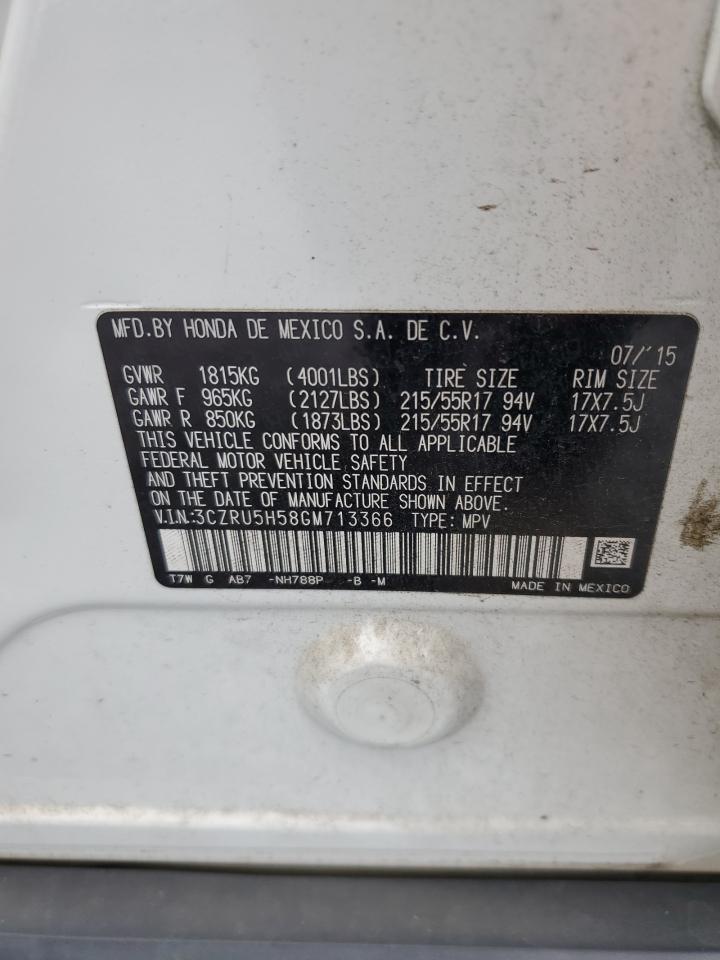 MFD.BY HONDA DE MEXICO S.A. DE C.V.
07/'15
GVWR 1815KG (4001LBS) TIRE SIZE RIM SIZE
GAWR F 965KG (2127LBS) 215/55R17 94V 17X7.5J
GAWR R 850KG (1873LBS) 215/55R17 94V 17X7.5J
THIS VEHICLE CONFORMS TO ALL APPLICABLE
FEDERAL MOTOR VEHICLE SAFETY
AND THEFT PREVENTION STANDARDS IN EFFECT
ON THE DATE OF MANUFACTURE SHOWN ABOVE.
V.I.N:3CZRU5H58GM713366 TYPE: MPV
T7W G AB7 -NH788P -B -M MADE IN MEXICO